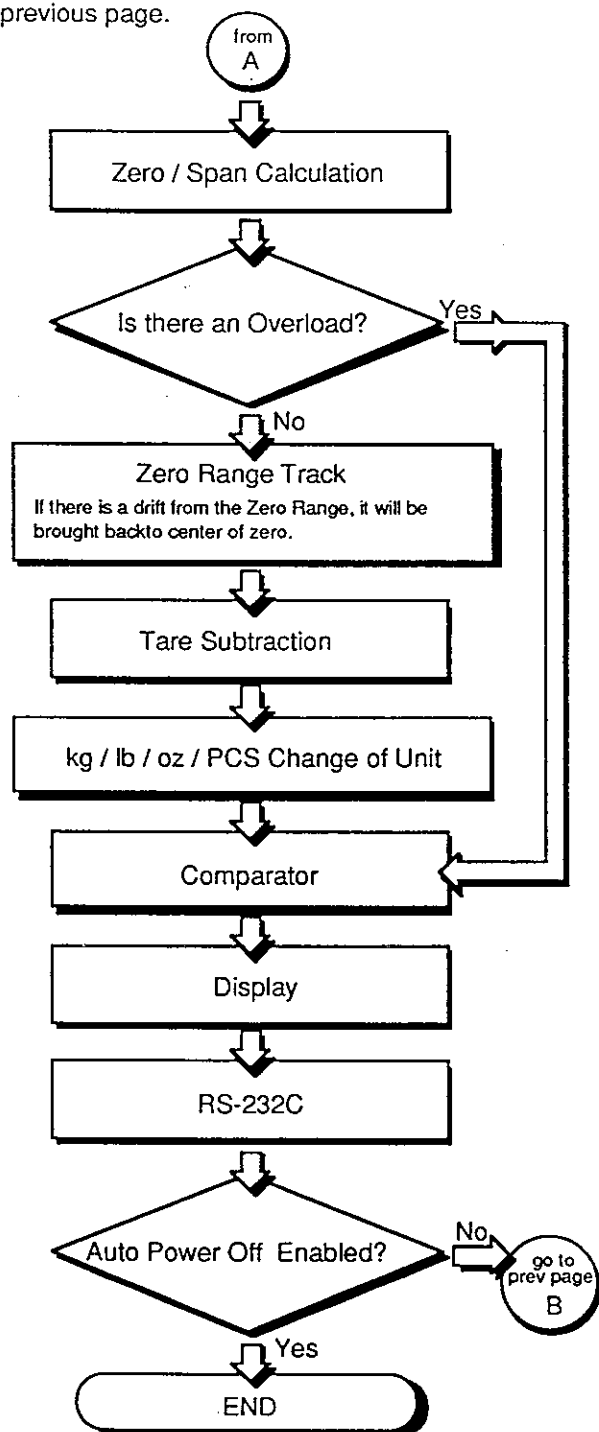 previous page.
from
A
Zero / Span Calculation
Is there an Overload?
Yes
No
Zero Range Track
If there is a drift from the Zero Range, it will be
brought backto center of zero.
Tare Subtraction
kg / lb / oz / PCS Change of Unit
Comparator
Display
RS-232C
Auto Power Off Enabled?
No
go to
prev page
B
Yes
END